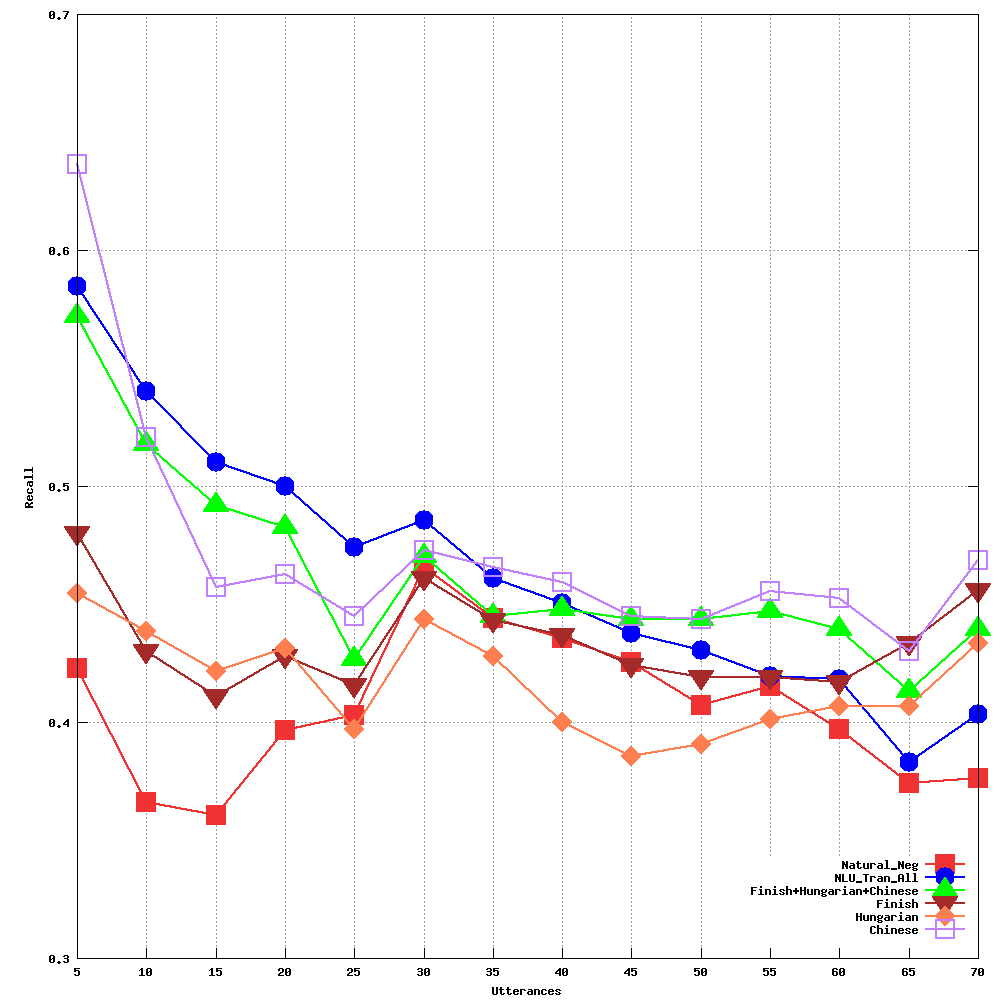 0.7
0.6
0.5
0.4
0.3
Recall
5 10 15 20 25 30 35 40 45 50 55 60 65 70
Utterances
Natural_Neg
NLU_Tran_All
Finish+Hungarian+Chinese
Finish
Hungarian
Chinese